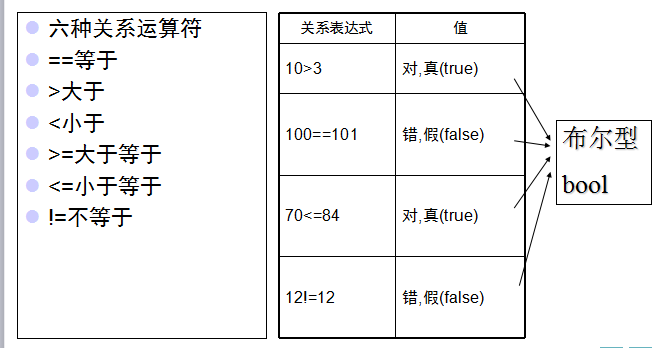 六种关系运算符
==等于
>大于
<小于
>=大于等于
<=小于等于
!=不等于
关系表达式 值
10>3 对,真(true)
100==101 错,假(false)
70<=84 对,真(true)
12!=12 错,假(false)
布尔型
bool